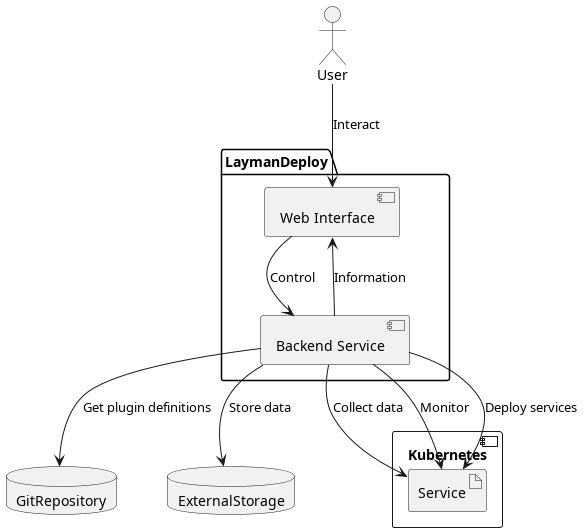 User
Interact
LaymanDeploy
Web Interface
Control
Information
Backend Service
Get plugin definitions
Store data
Collect data
Monitor
Deploy services
Kubernetes
GitRepository
ExternalStorage
Service